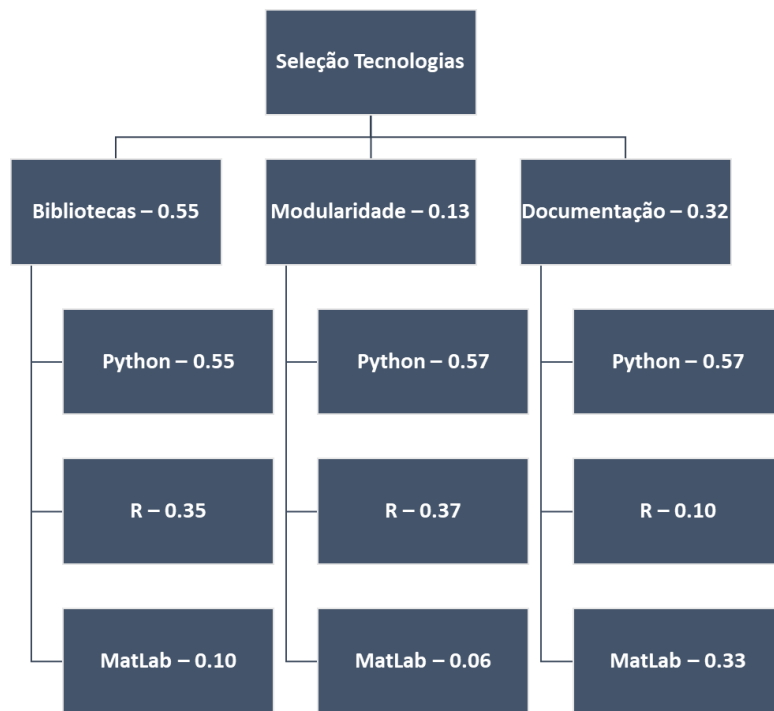 Seleção Tecnologias
Bibliotecas – 0.55
Modularidade – 0.13
Documentação – 0.32
Python – 0.55
Python – 0.57
Python – 0.57
R – 0.35
R – 0.37
R – 0.10
MatLab – 0.10
MatLab – 0.06
MatLab – 0.33